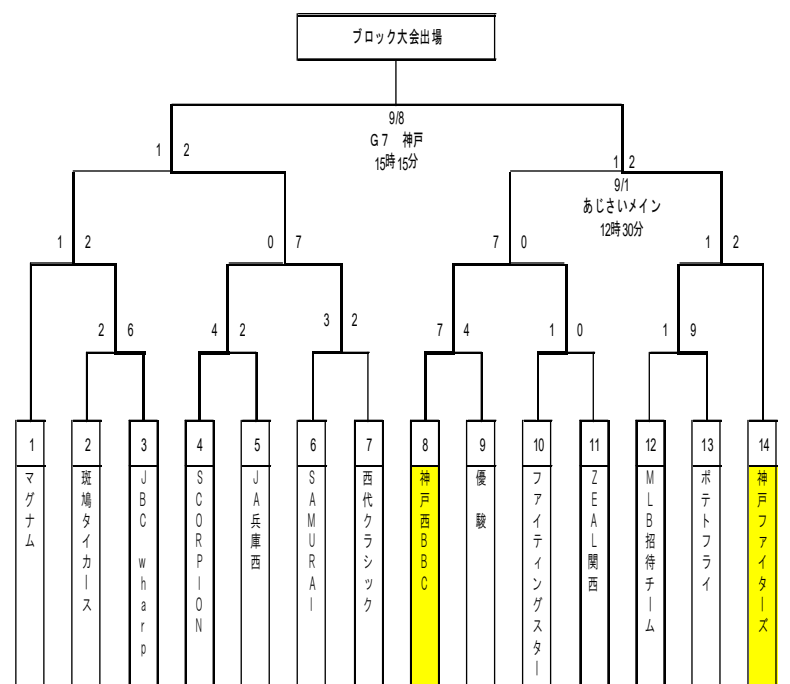 ブロック大会出場
9/8
G7 神戸
15時15分
1 2
1 2
9/1
あじさいメイン
12時30分
1 2
0 7
7 0
1 2
2 6
4 2
3 2
7 4
1 0
1 9
1 2 3 4 5 6 7 8 9 10 11 12 13 14
マグナム
斑鳩タイカース
JBC wharp
SCORPION
JA兵庫西
SAMURAI
西代クラシック
神戸西BBC
優駿
ファイティングスター
ZEAL関西
MLB招待チーム
ポテトフライ
神戸ファイターズ